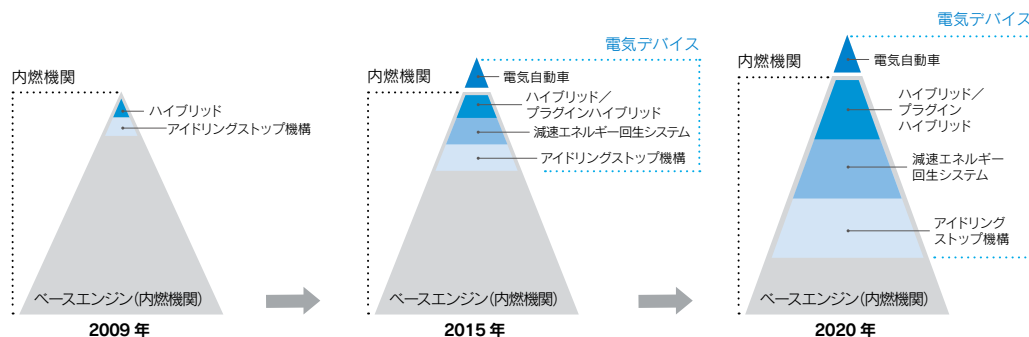 内燃機関
ハイブリッド
アイドリングストップ機構
ベースエンジン(内燃機関)
2009 年
電気デバイス
内燃機関
電気自動車
ハイブリッド／
プラグインハイブリッド
減速エネルギー回生システム
アイドリングストップ機構
ベースエンジン(内燃機関)
2015 年
電気デバイス
内燃機関
電気自動車
ハイブリッド／
プラグイン
ハイブリッド
減速エネルギー
回生システム
アイドリング
ストップ機構
ベースエンジン(内燃機関)
2020 年